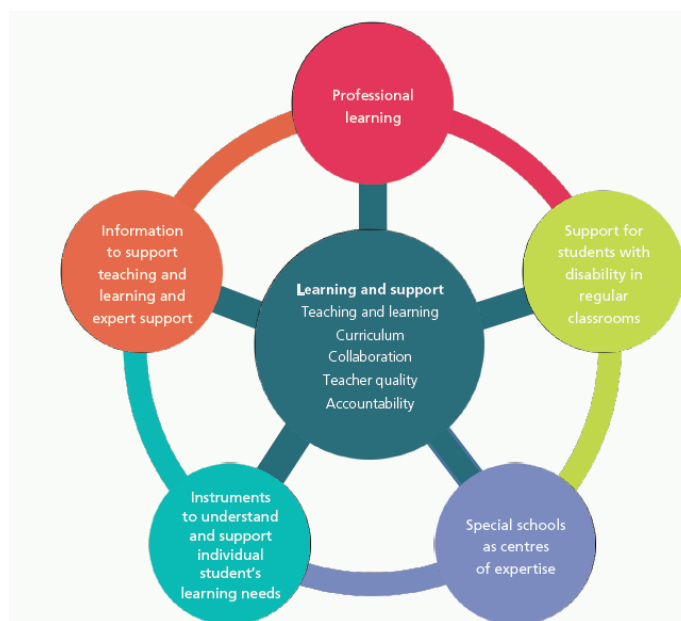 Professional
learning
Information
to support
teaching and
learning and
expert support
Support for
students with
disability in
regular
classrooms
Learning and support
Teaching and learning
Curriculum
Collaboration
Teacher quality
Accountability
Instruments
to understand
and support
individual
student's
learning needs
Special schools
as centres
of expertise